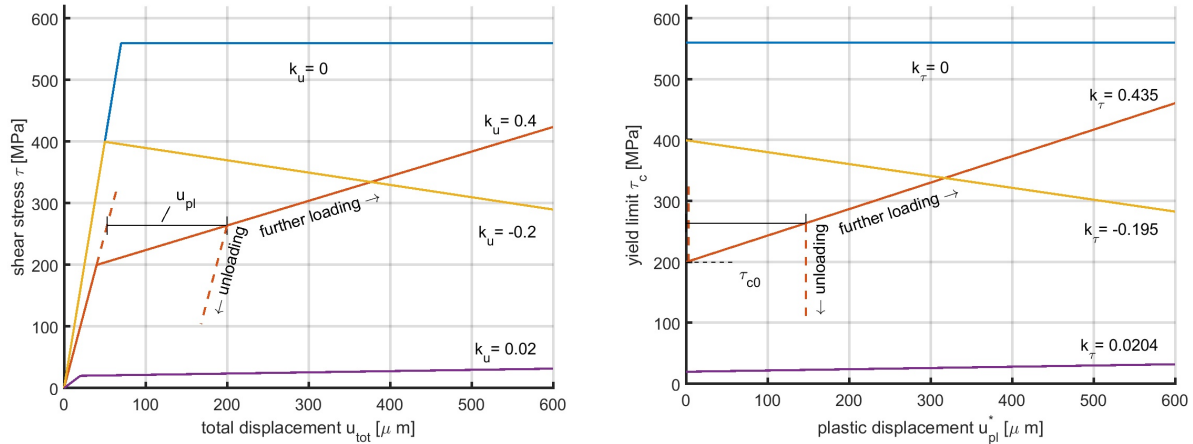 600
500
400
300
200
100
0
shear stress τ [MPa]
k_u = 0
k_u = 0.4
u_pl
further loading →
← unloading
k_u = -0.2
k_u = 0.02
0 100 200 300 400 500 600
total displacement u_tot [μ m]
600
500
400
300
200
100
0
yield limit τ_c [MPa]
k_τ = 0
k_τ = 0.435
further loading →
← unloading
k_τ = -0.195
τ_c0
k_τ = 0.0204
0 100 200 300 400 500 600
plastic displacement u*_pl [μ m]